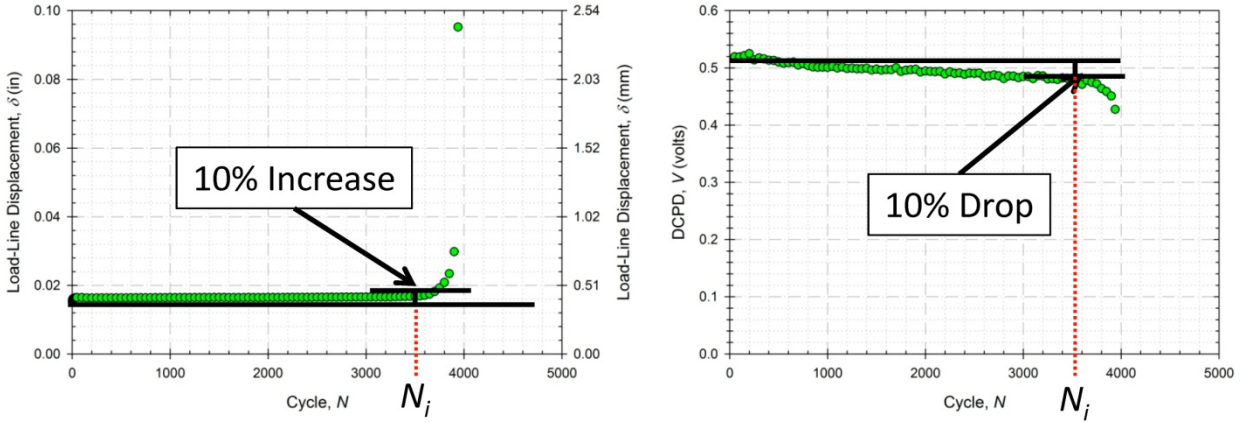 Load-Line Displacement, δ (in)
0.10
0.08
0.06
0.04
0.02
0.00
10% Increase
2.54
2.03
1.52
1.02
0.51
0.00
Load-Line Displacement, δ (mm)
0 1000 2000 3000 4000 5000
Cycle, N
Ni
DCPD, V (volts)
0.6
0.5
0.4
0.6
0.2
0.6
0.0
10% Drop
0 1000 2000 3000 4000 5000
Cycle, N
Ni